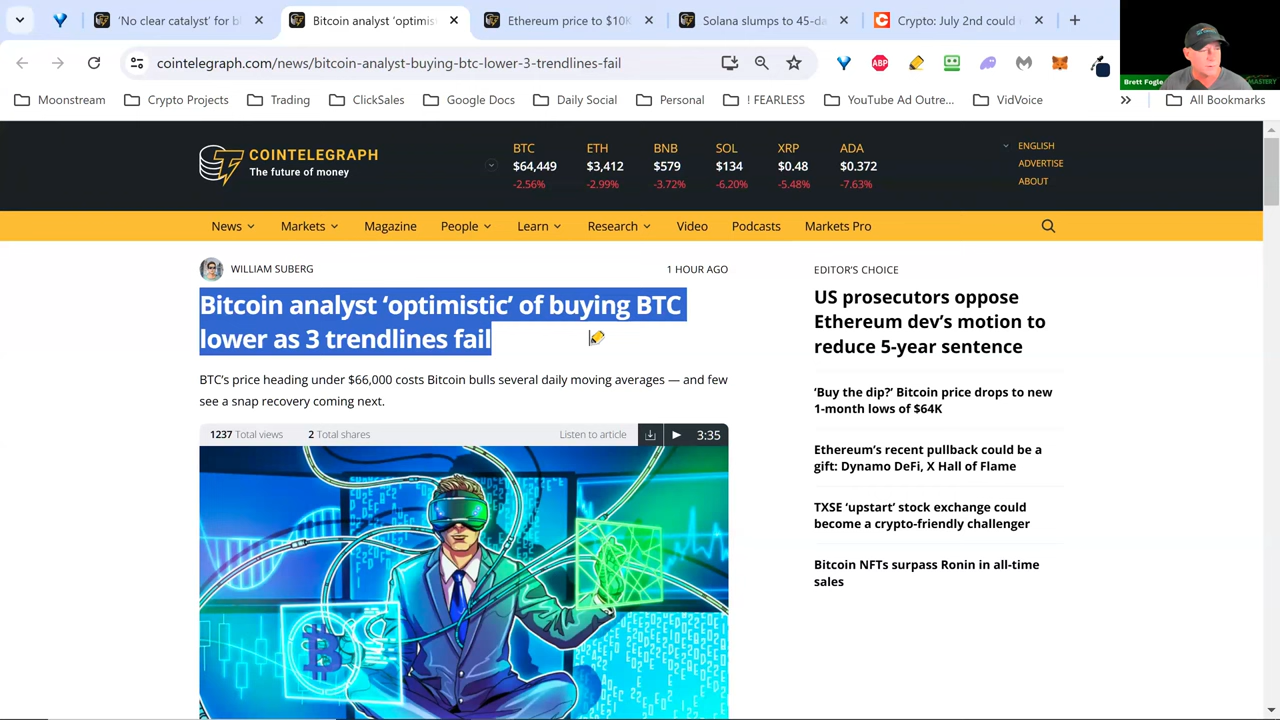 'No clear catalyst' for b
Bitcoin analyst 'optimis
Ethereum price to $10K
Solana slumps to 45-da
Crypto: July 2nd could
cointelegraph.com/news/bitcoin-analyst-buying-btc-lower-3-trendlines-fail
ABP
Brett Fogle
MASTERY
Moonstream
Crypto Projects
Trading
ClickSales
Google Docs
Daily Social
Personal
! FEARLESS
YouTube Ad Outre...
VidVoice
All Bookmarks
COINTELEGRAPH
The future of money
BTC ETH BNB SOL XRP ADA
$64,449 $3,412 $579 $134 $0.48 $0.372
-2.56% -2.99% -3.72% -6.20% -5.48% -7.63%
ENGLISH
ADVERTISE
ABOUT
News Markets Magazine People Learn Research Video Podcasts Markets Pro
WILLIAM SUBERG
1 HOUR AGO
Bitcoin analyst 'optimistic' of buying BTC
lower as 3 trendlines fail
BTC's price heading under $66,000 costs Bitcoin bulls several daily moving averages — and few
see a snap recovery coming next.
1237 Total views 2 Total shares Listen to article 3:35
EDITOR'S CHOICE
US prosecutors oppose
Ethereum dev's motion to
reduce 5-year sentence
'Buy the dip?' Bitcoin price drops to new
1-month lows of $64K
Ethereum's recent pullback could be a
gift: Dynamo DeFi, X Hall of Flame
TXSE 'upstart' stock exchange could
become a crypto-friendly challenger
Bitcoin NFTs surpass Ronin in all-time
sales